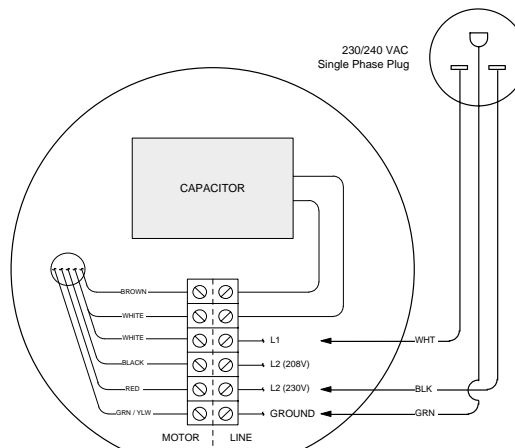 230/240 VAC
Single Phase Plug
CAPACITOR
BROWN
WHITE
WHITE
L1
WHT
BLACK
L2 (208V)
RED
L2 (230V)
BLK
GRN / YLW
GROUND
GRN
MOTOR
LINE